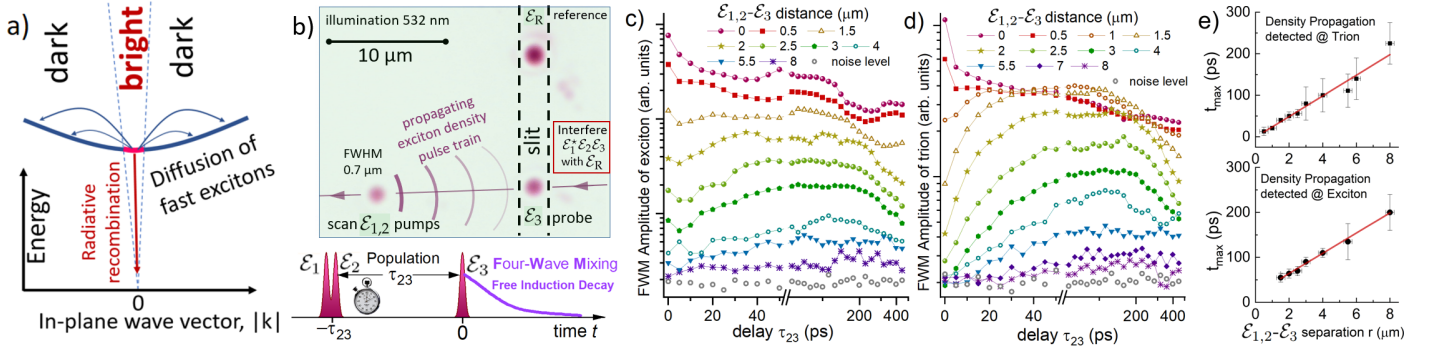 a)
dark
bright
dark
Energy
Radiative
recombination
Diffusion of
fast excitons
0
In-plane wave vector, |k|
b)
illumination 532 nm
ℰR
reference
10 μm
propagating
exciton density
pulse train
slit
Interfere
ℰ1*ℰ2ℰ3
with ℰR
FWHM
0.7 μm
scan ℰ1,2 pumps
ℰ3
probe
ℰ1
ℰ2
Population
τ23
ℰ3
Four-Wave Mixing
Free Induction Decay
−τ23
0
time t
c)
ℰ1,2-ℰ3 distance (μm)
0 0.5 1.5
2 2.5 3 4
5.5 8 noise level
FWM Amplitude of exciton (arb. units)
0 20 40 200 400
delay τ23 (ps)
d)
ℰ1,2-ℰ3 distance (μm)
0 0.5 1 1.5
2 2.5 3 4
5.5 7 8
noise level
FWM Amplitude of trion (arb. units)
0 20 40 200 400
delay τ23 (ps)
e)
300
Density Propagation
detected @ Trion
200
tmax (ps)
100
0
0 2 4 6 8
300
Density Propagation
detected @ Exciton
200
tmax (ps)
100
0
0 2 4 6 8
ℰ1,2-ℰ3 separation r (μm)